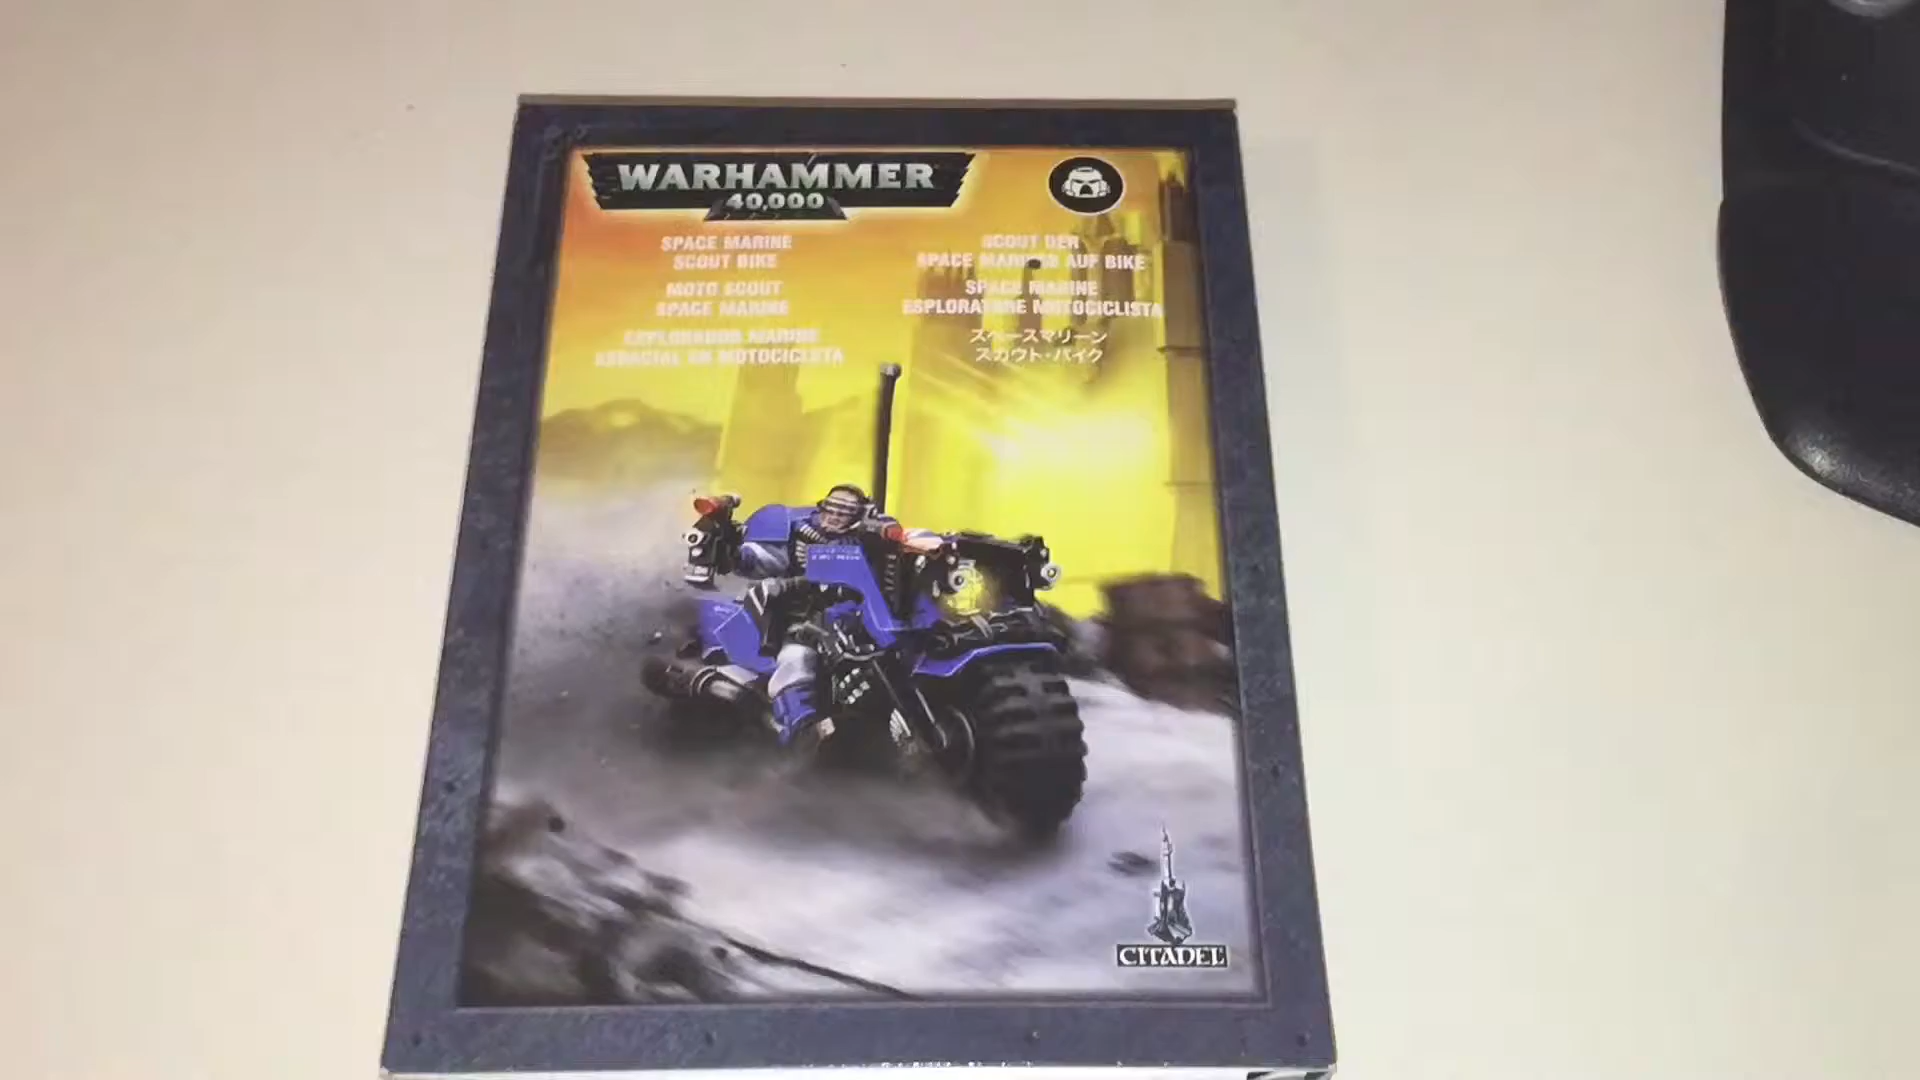 WARHAMMER
40,000
SPACE MARINE
SCOUT BIKE
MOTO SCOUT
SPACE MARINE
EXPLORADOR MARINE
ESPACIAL EN MOTOCICLETA
SCOUT DER
SPACE MARINES AUF BIKE
SPACE MARINE
ESPLORATORE MOTOCICLISTA
スペースマリーン
スカウト・バイク
CITADEL